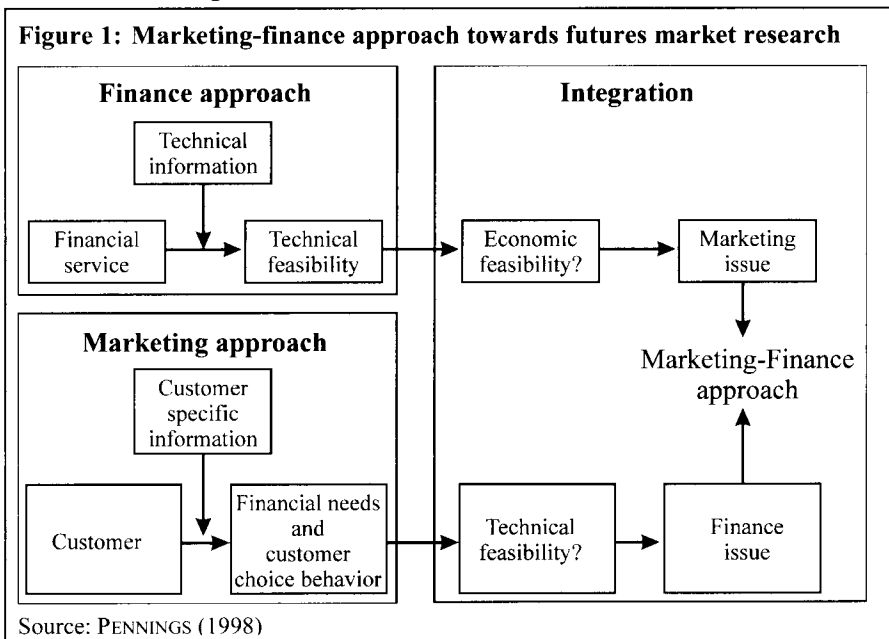 Figure 1: Marketing-finance approach towards futures market research
Finance approach
Technical
information
Financial
service
Technical
feasibility
Marketing approach
Customer
specific
information
Customer
Financial needs
and
customer
choice behavior
Integration
Economic
feasibility?
Marketing
issue
Marketing-Finance
approach
Technical
feasibility?
Finance
issue
Source: PENNINGS (1998)